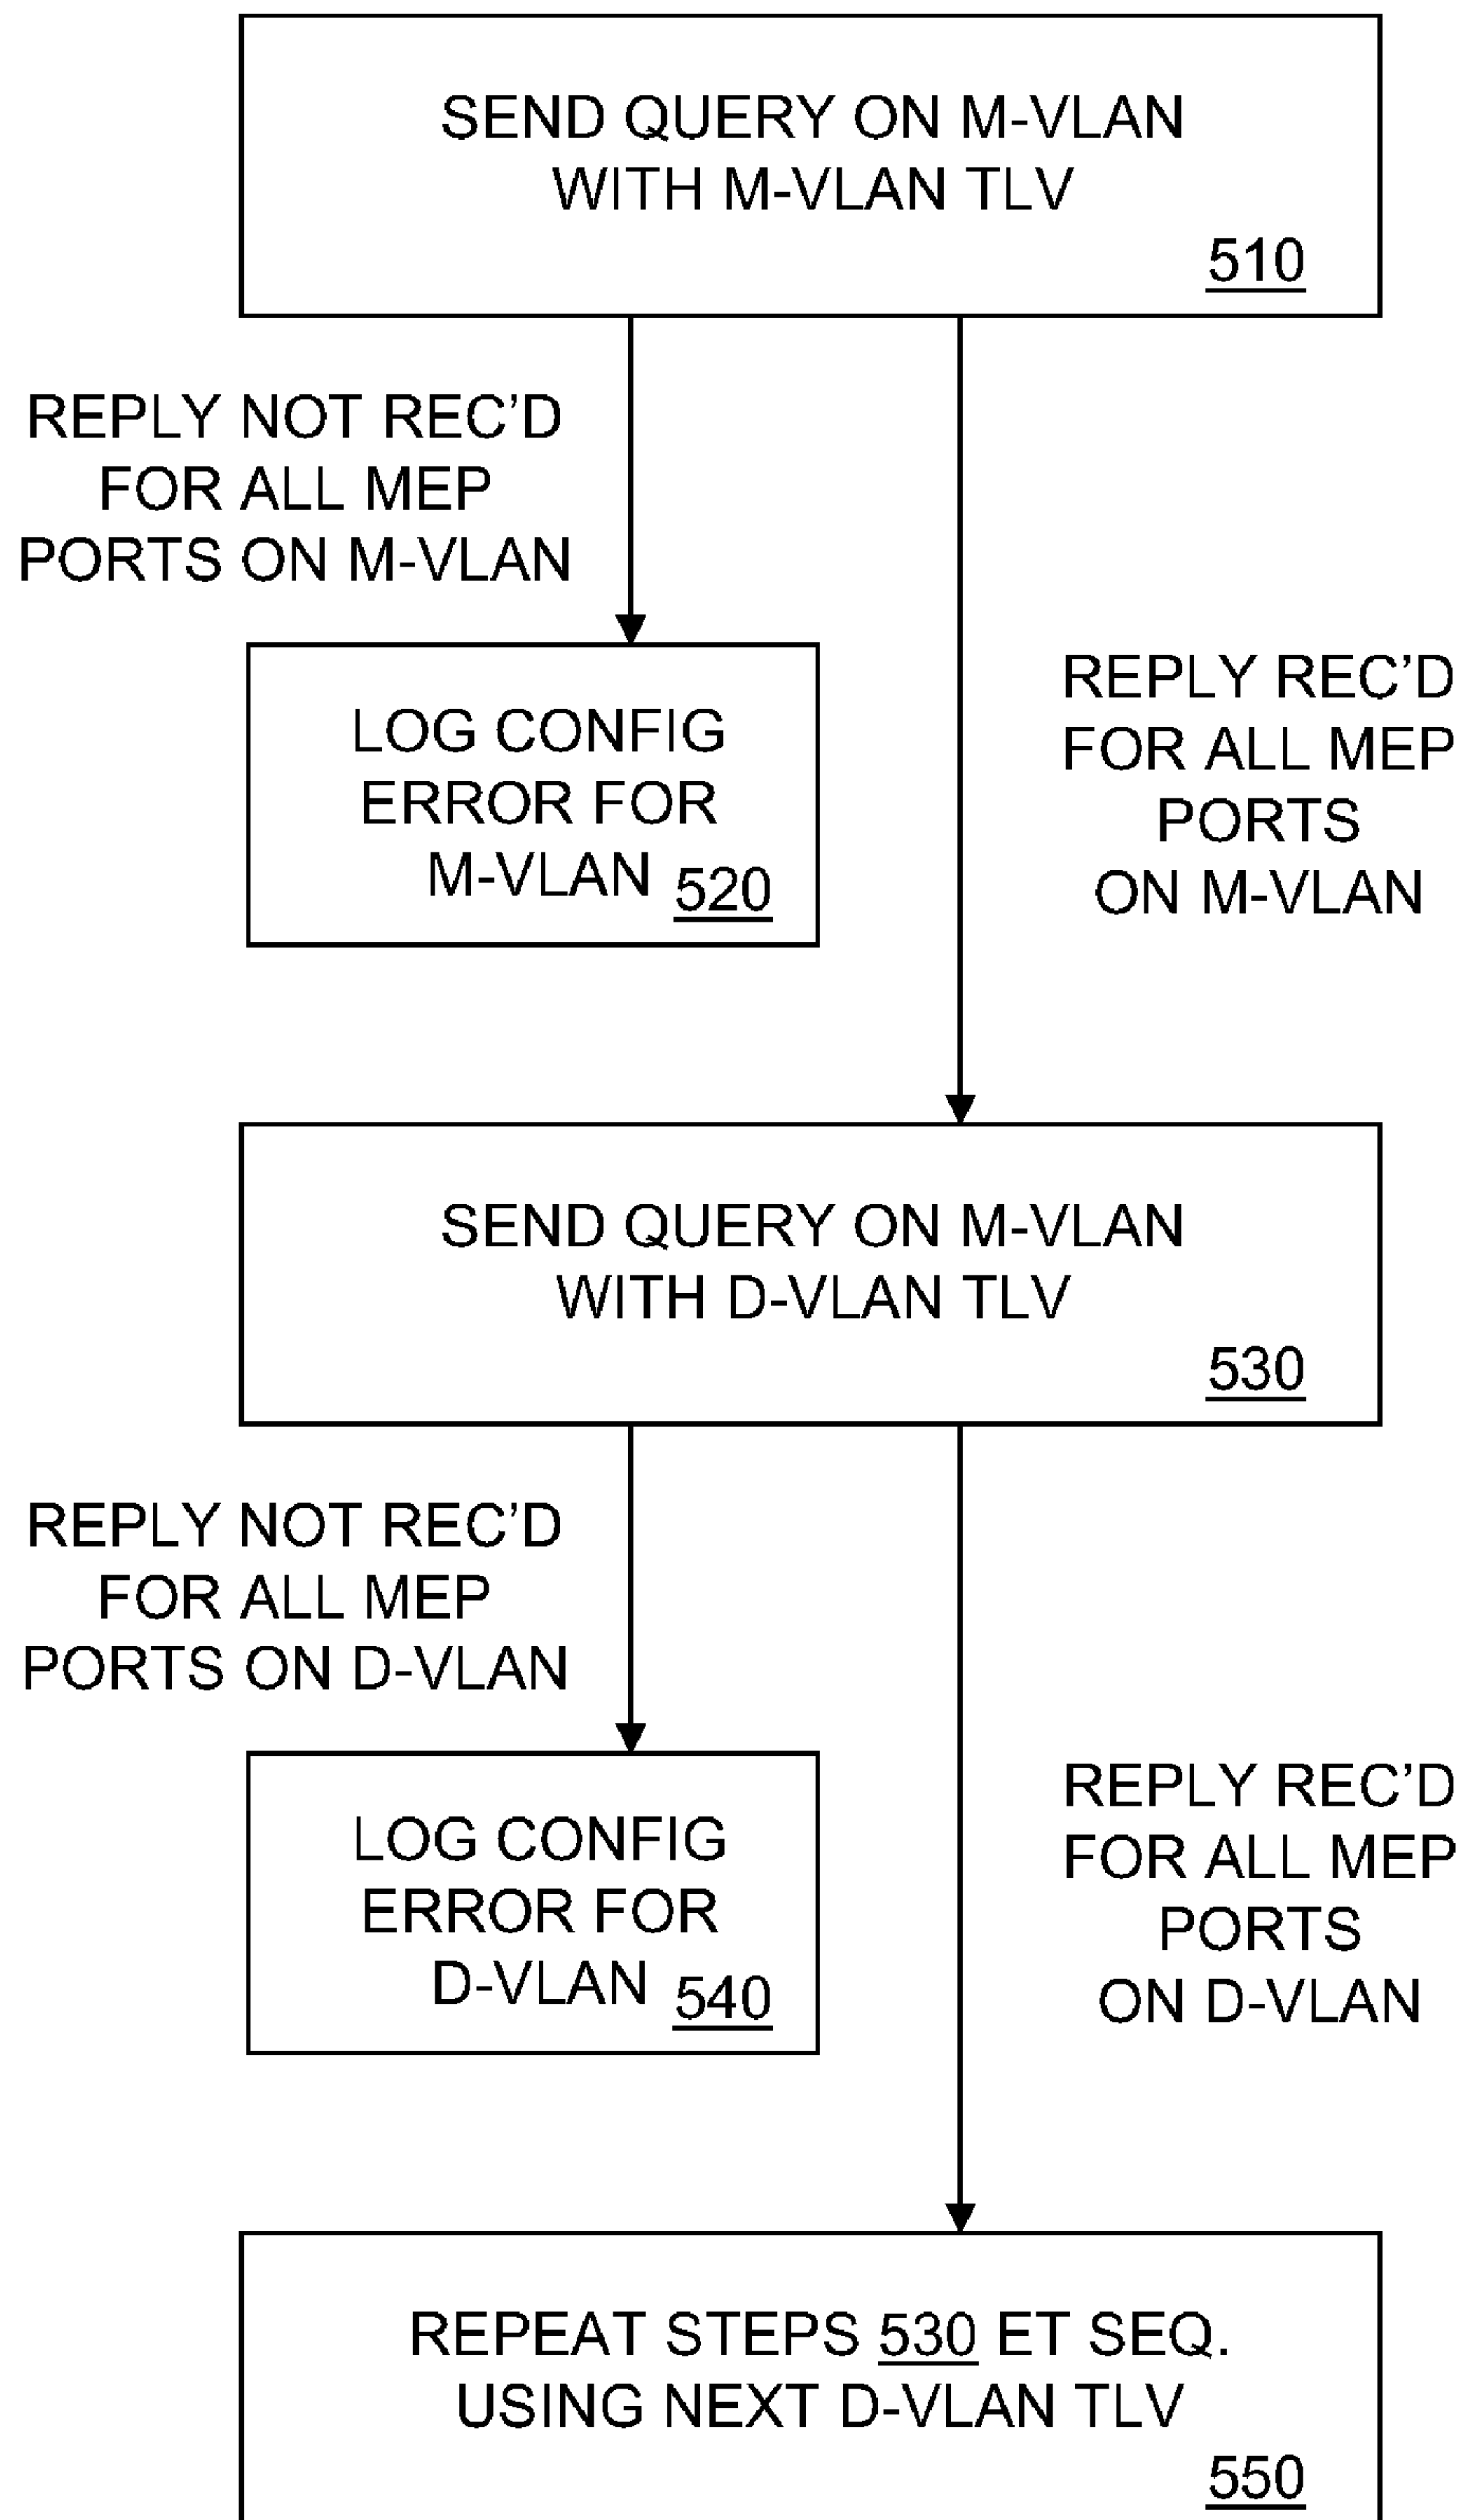 SEND QUERY ON M-VLAN
WITH M-VLAN TLV
510
REPLY NOT REC'D
FOR ALL MEP
PORTS ON M-VLAN
LOG CONFIG
ERROR FOR
M-VLAN 520
REPLY REC'D
FOR ALL MEP
PORTS
ON M-VLAN
SEND QUERY ON M-VLAN
WITH D-VLAN TLV
530
REPLY NOT REC'D
FOR ALL MEP
PORTS ON D-VLAN
LOG CONFIG
ERROR FOR
D-VLAN 540
REPLY REC'D
FOR ALL MEP
PORTS
ON D-VLAN
REPEAT STEPS 530 ET SEQ.
USING NEXT D-VLAN TLV
550